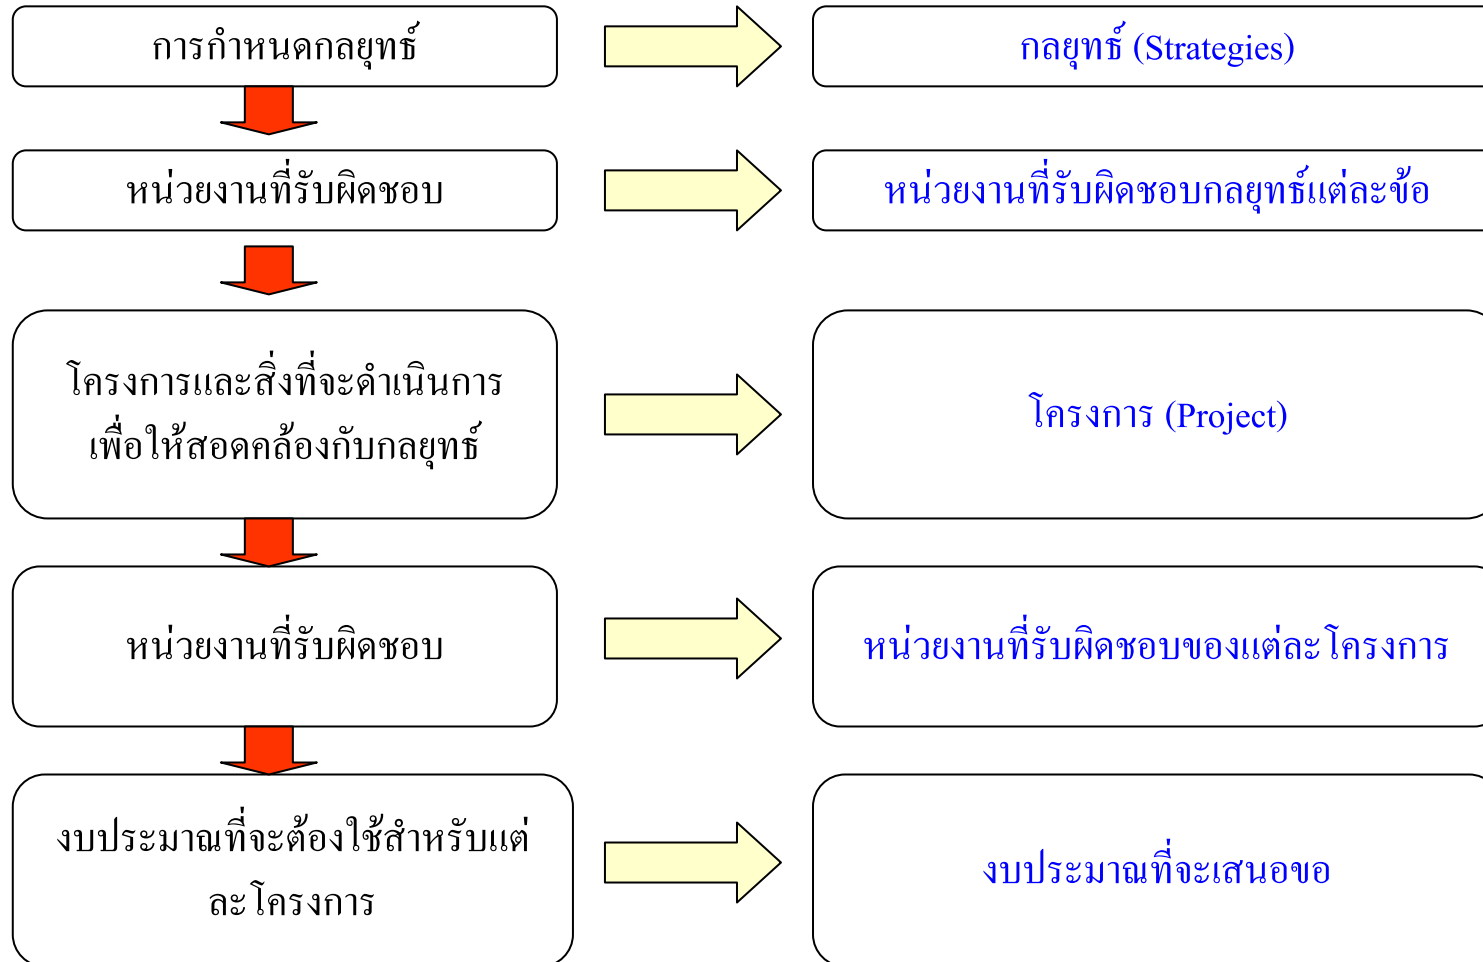 การกำหนดกลยุทธ์
กลยุทธ์ (Strategies)
หน่วยงานที่รับผิดชอบ
หน่วยงานที่รับผิดชอบกลยุทธ์แต่ละข้อ
โครงการและสิ่งที่จะดำเนินการ
เพื่อให้สอดคล้องกับกลยุทธ์
โครงการ (Project)
หน่วยงานที่รับผิดชอบ
หน่วยงานที่รับผิดชอบของแต่ละโครงการ
งบประมาณที่จะต้องใช้สำหรับแต่
ละโครงการ
งบประมาณที่จะเสนอขอ